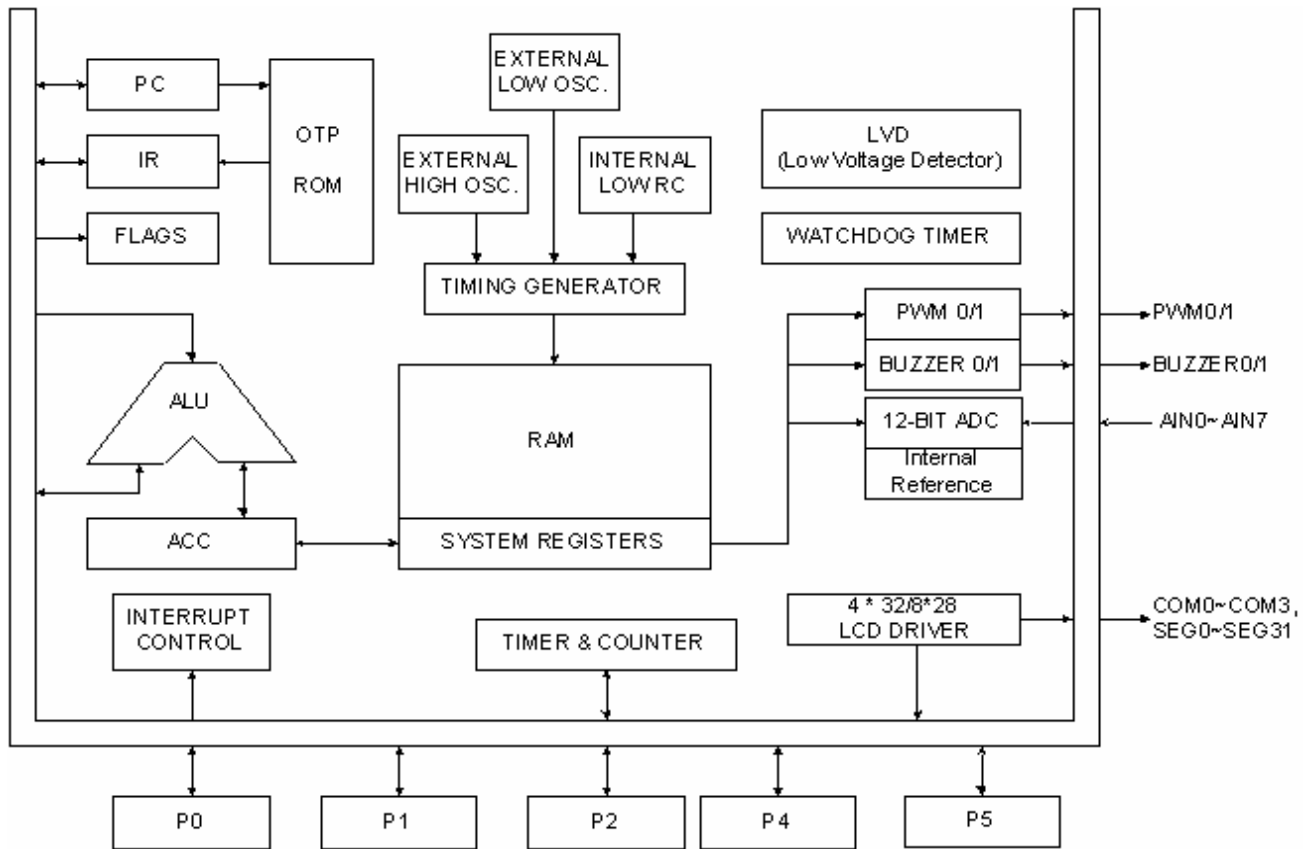 EXTERNAL
LOW OSC.
PC
OTP
ROM
IR
FLAGS
EXTERNAL
HIGH OSC.
INTERNAL
LOW RC
LVD
(Low Voltage Detector)
WATCHDOG TIMER
TIMING GENERATOR
PWM 0/1
PWM0/1
BUZZER 0/1
BUZZER0/1
ALU
RAM
12-BIT ADC
AIN0~AIN7
Internal
Reference
ACC
SYSTEM REGISTERS
INTERRUPT
CONTROL
TIMER & COUNTER
4 * 32/8*28
LCD DRIVER
COM0~COM3,
SEG0~SEG31
P0
P1
P2
P4
P5